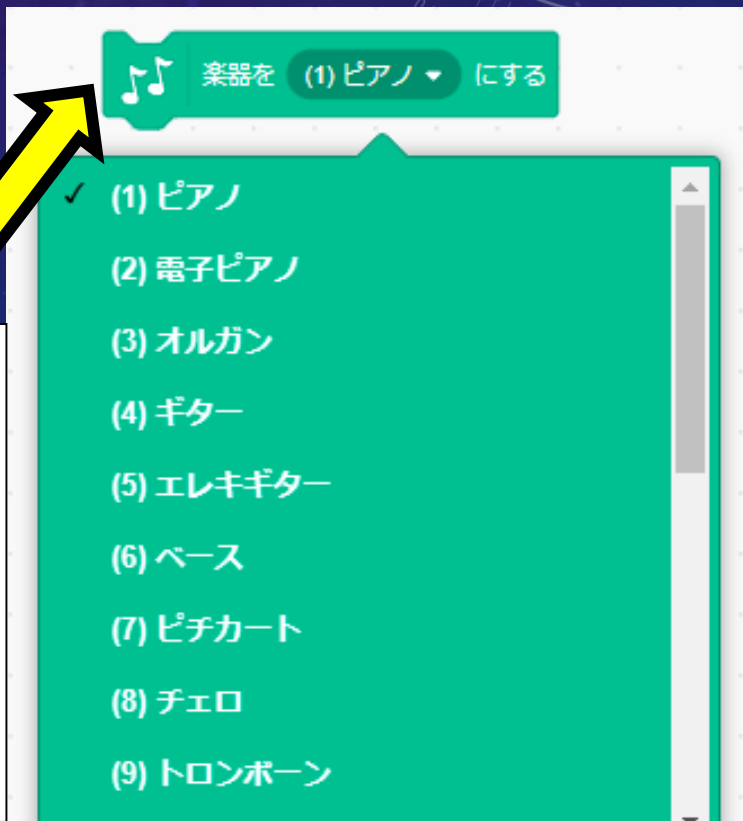 楽器を (1) ピアノ にする
(1) ピアノ
(2) 電子ピアノ
(3) オルガン
(4) ギター
(5) エレキギター
(6) ベース
(7) ピチカート
(8) チェロ
(9) トロンボーン